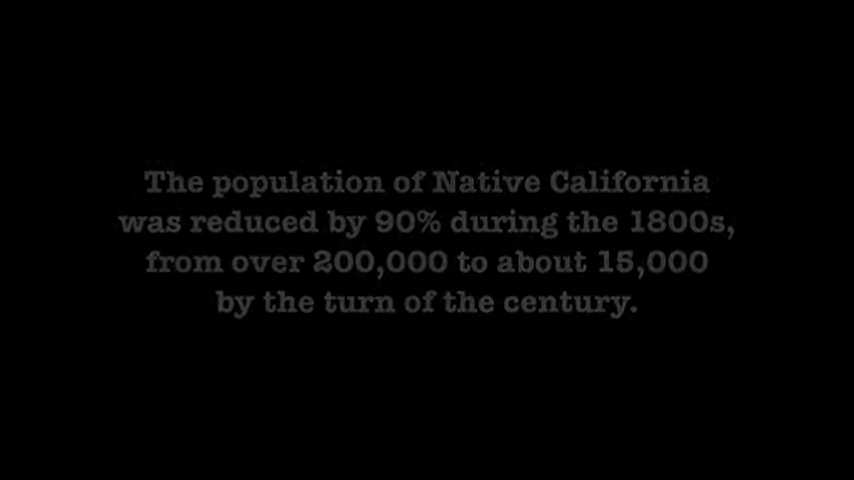 The population of Native California
was reduced by 90% during the 1800s,
from over 200,000 to about 15,000
by the turn of the century.